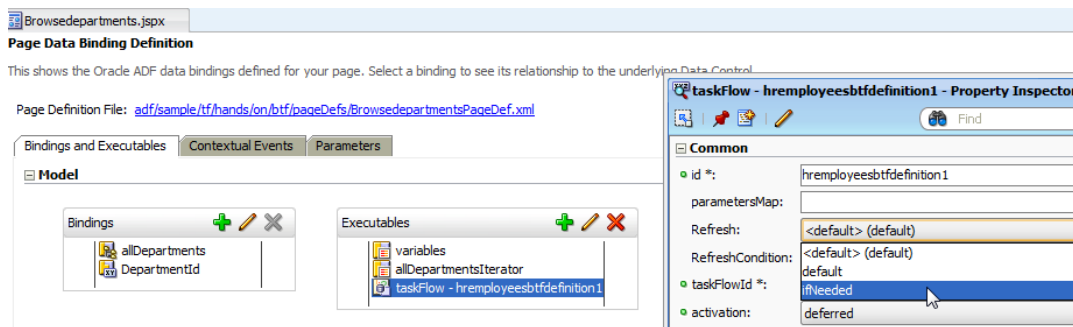 Browsedepartments.jspx
Page Data Binding Definition
This shows the Oracle ADF data bindings defined for your page. Select a binding to see its relationship to the underlying Data Control
Page Definition File: adf/sample/tf/hands/on/btf/pageDefs/BrowsedepartmentsPageDef.xml
Bindings and Executables Contextual Events Parameters
Model
Bindings
allDepartments
DepartmentId
Executables
variables
allDepartmentsIterator
taskFlow - hremployeesbtfdefinition1
taskFlow - hremployeesbtfdefinition1 - Property Inspector
Find
Common
id *: hremployeesbtfdefinition1
parametersMap:
Refresh: <default> (default)
RefreshCondition: <default> (default)
default
taskFlowId *: ifNeeded
activation: deferred